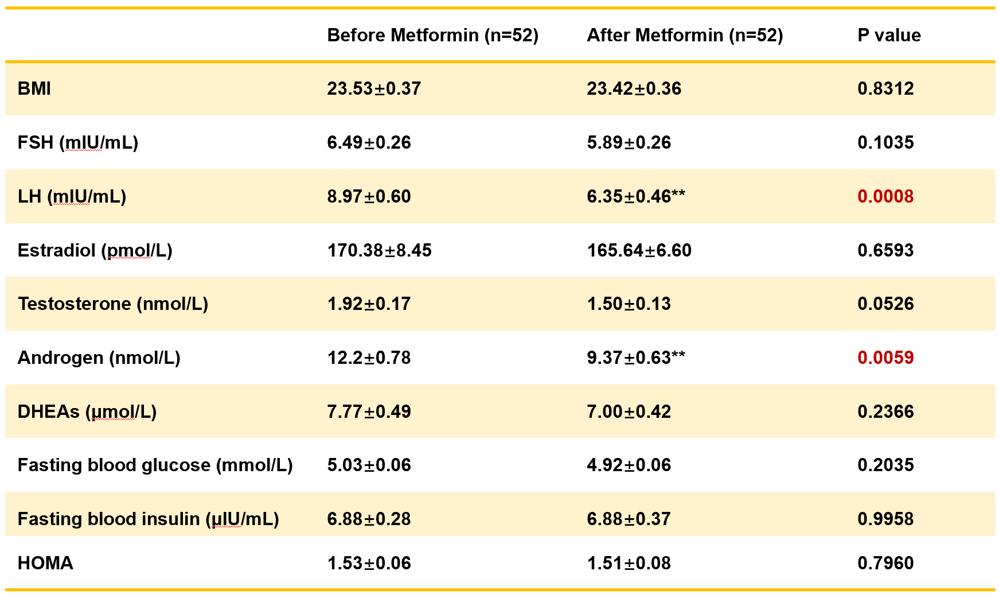 Before Metformin (n=52) After Metformin (n=52) P value
BMI 23.53±0.37 23.42±0.36 0.8312
FSH (mIU/mL) 6.49±0.26 5.89±0.26 0.1035
LH (mIU/mL) 8.97±0.60 6.35±0.46** 0.0008
Estradiol (pmol/L) 170.38±8.45 165.64±6.60 0.6593
Testosterone (nmol/L) 1.92±0.17 1.50±0.13 0.0526
Androgen (nmol/L) 12.2±0.78 9.37±0.63** 0.0059
DHEAs (µmol/L) 7.77±0.49 7.00±0.42 0.2366
Fasting blood glucose (mmol/L) 5.03±0.06 4.92±0.06 0.2035
Fasting blood insulin (µIU/mL) 6.88±0.28 6.88±0.37 0.9958
HOMA 1.53±0.06 1.51±0.08 0.7960